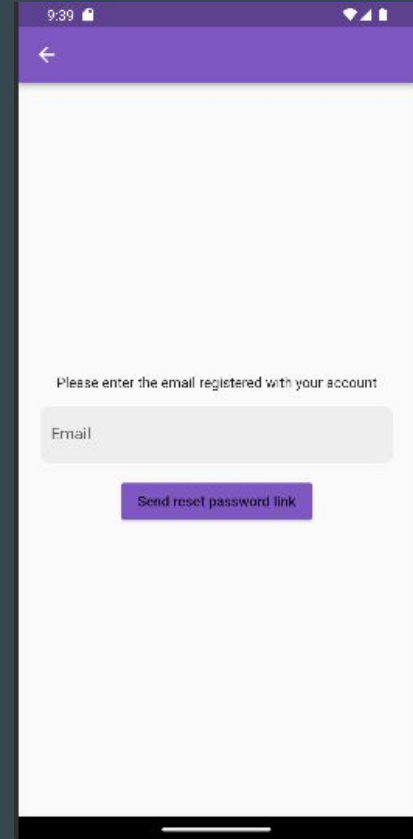 9:39
Please enter the email registered with your account
Email
Send reset password link